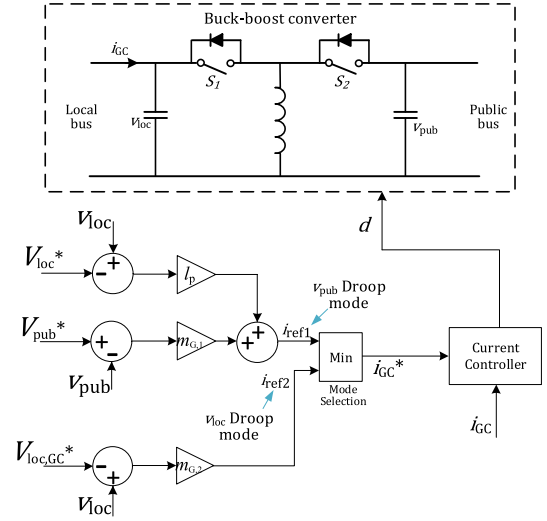 Buck-boost converter
i_GC
S_1
S_2
Local
bus
v_loc
v_pub
Public
bus
d
v_loc
V_loc*
- +
l_p
v_pub Droop
mode
V_pub*
+ -
m_G,1
+ +
i_ref1
v_pub
Min
i_GC*
Current
Controller
i_ref2
Mode
Selection
v_loc Droop
mode
i_GC
V_loc,GC*
- +
m_G,2
v_loc